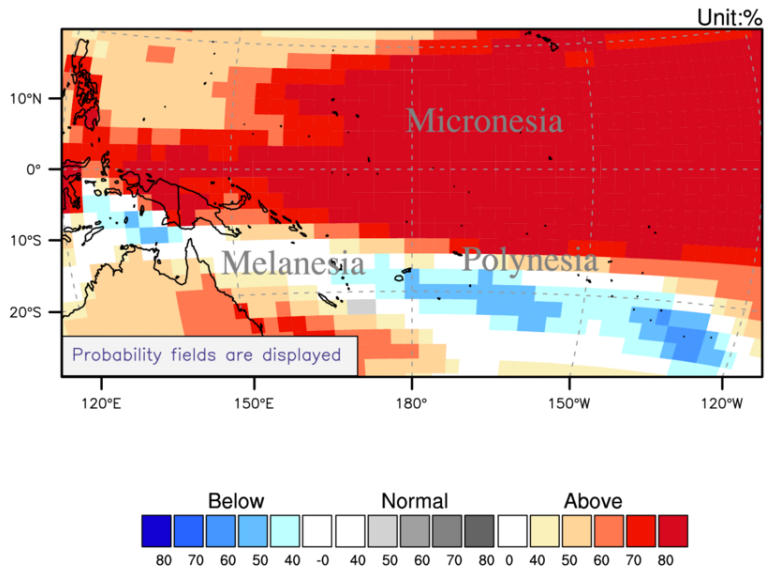 Unit:%
10°N
0°
10°S
20°S
Micronesia
Melanesia
Polynesia
Probability fields are displayed
120°E 150°E 180° 150°W 120°W
Below Normal Above
80 70 60 50 40 -0 40 50 60 70 80 0 40 50 60 70 80